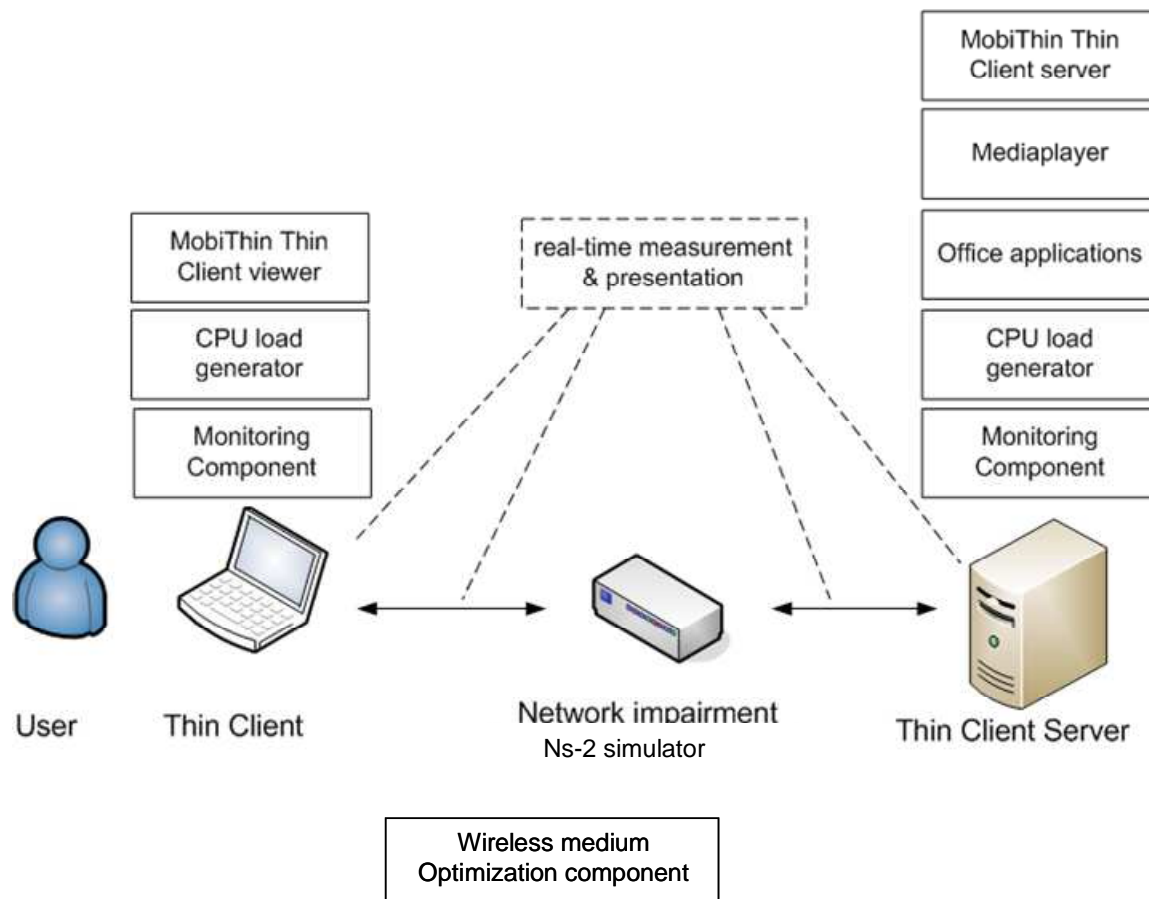 MobiThin Thin
Client server
Mediaplayer
Office applications
CPU load
generator
Monitoring
Component
MobiThin Thin
Client viewer
CPU load
generator
Monitoring
Component
real-time measurement
& presentation
User
Thin Client
Network impairment
Ns-2 simulator
Thin Client Server
Wireless medium
Optimization component